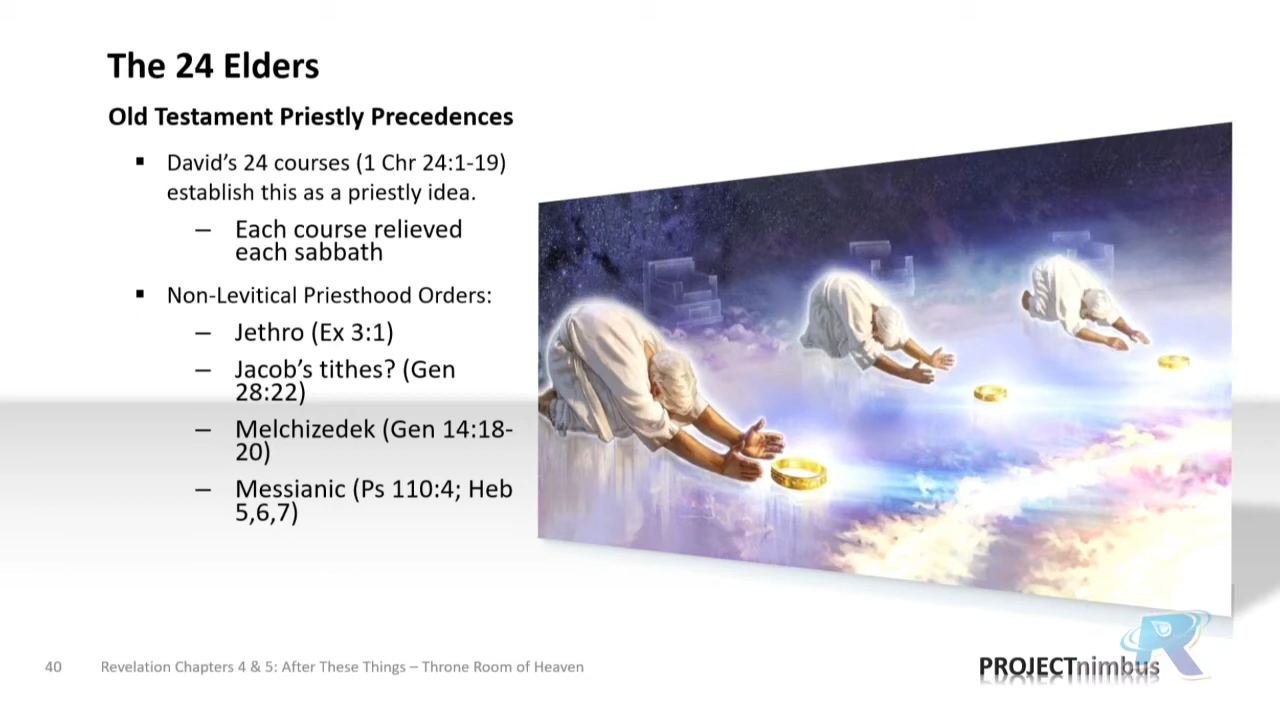 The 24 Elders
Old Testament Priestly Precedences
▪ David’s 24 courses (1 Chr 24:1-19)
establish this as a priestly idea.
– Each course relieved
each sabbath
▪ Non-Levitical Priesthood Orders:
– Jethro (Ex 3:1)
– Jacob’s tithes? (Gen
28:22)
– Melchizedek (Gen 14:18-
20)
– Messianic (Ps 110:4; Heb
5,6,7)
40 Revelation Chapters 4 & 5: After These Things – Throne Room of Heaven
PROJECTnimbus
R